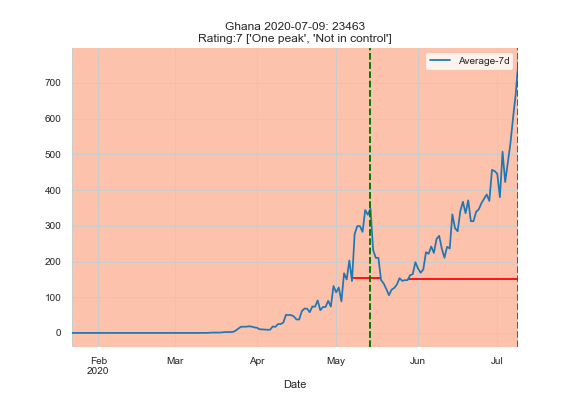 Ghana 2020-07-09: 23463
Rating:7 ['One peak', 'Not in control']
Average-7d
700
600
500
400
300
200
100
0
Feb
2020
Mar
Apr
May
Jun
Jul
Date